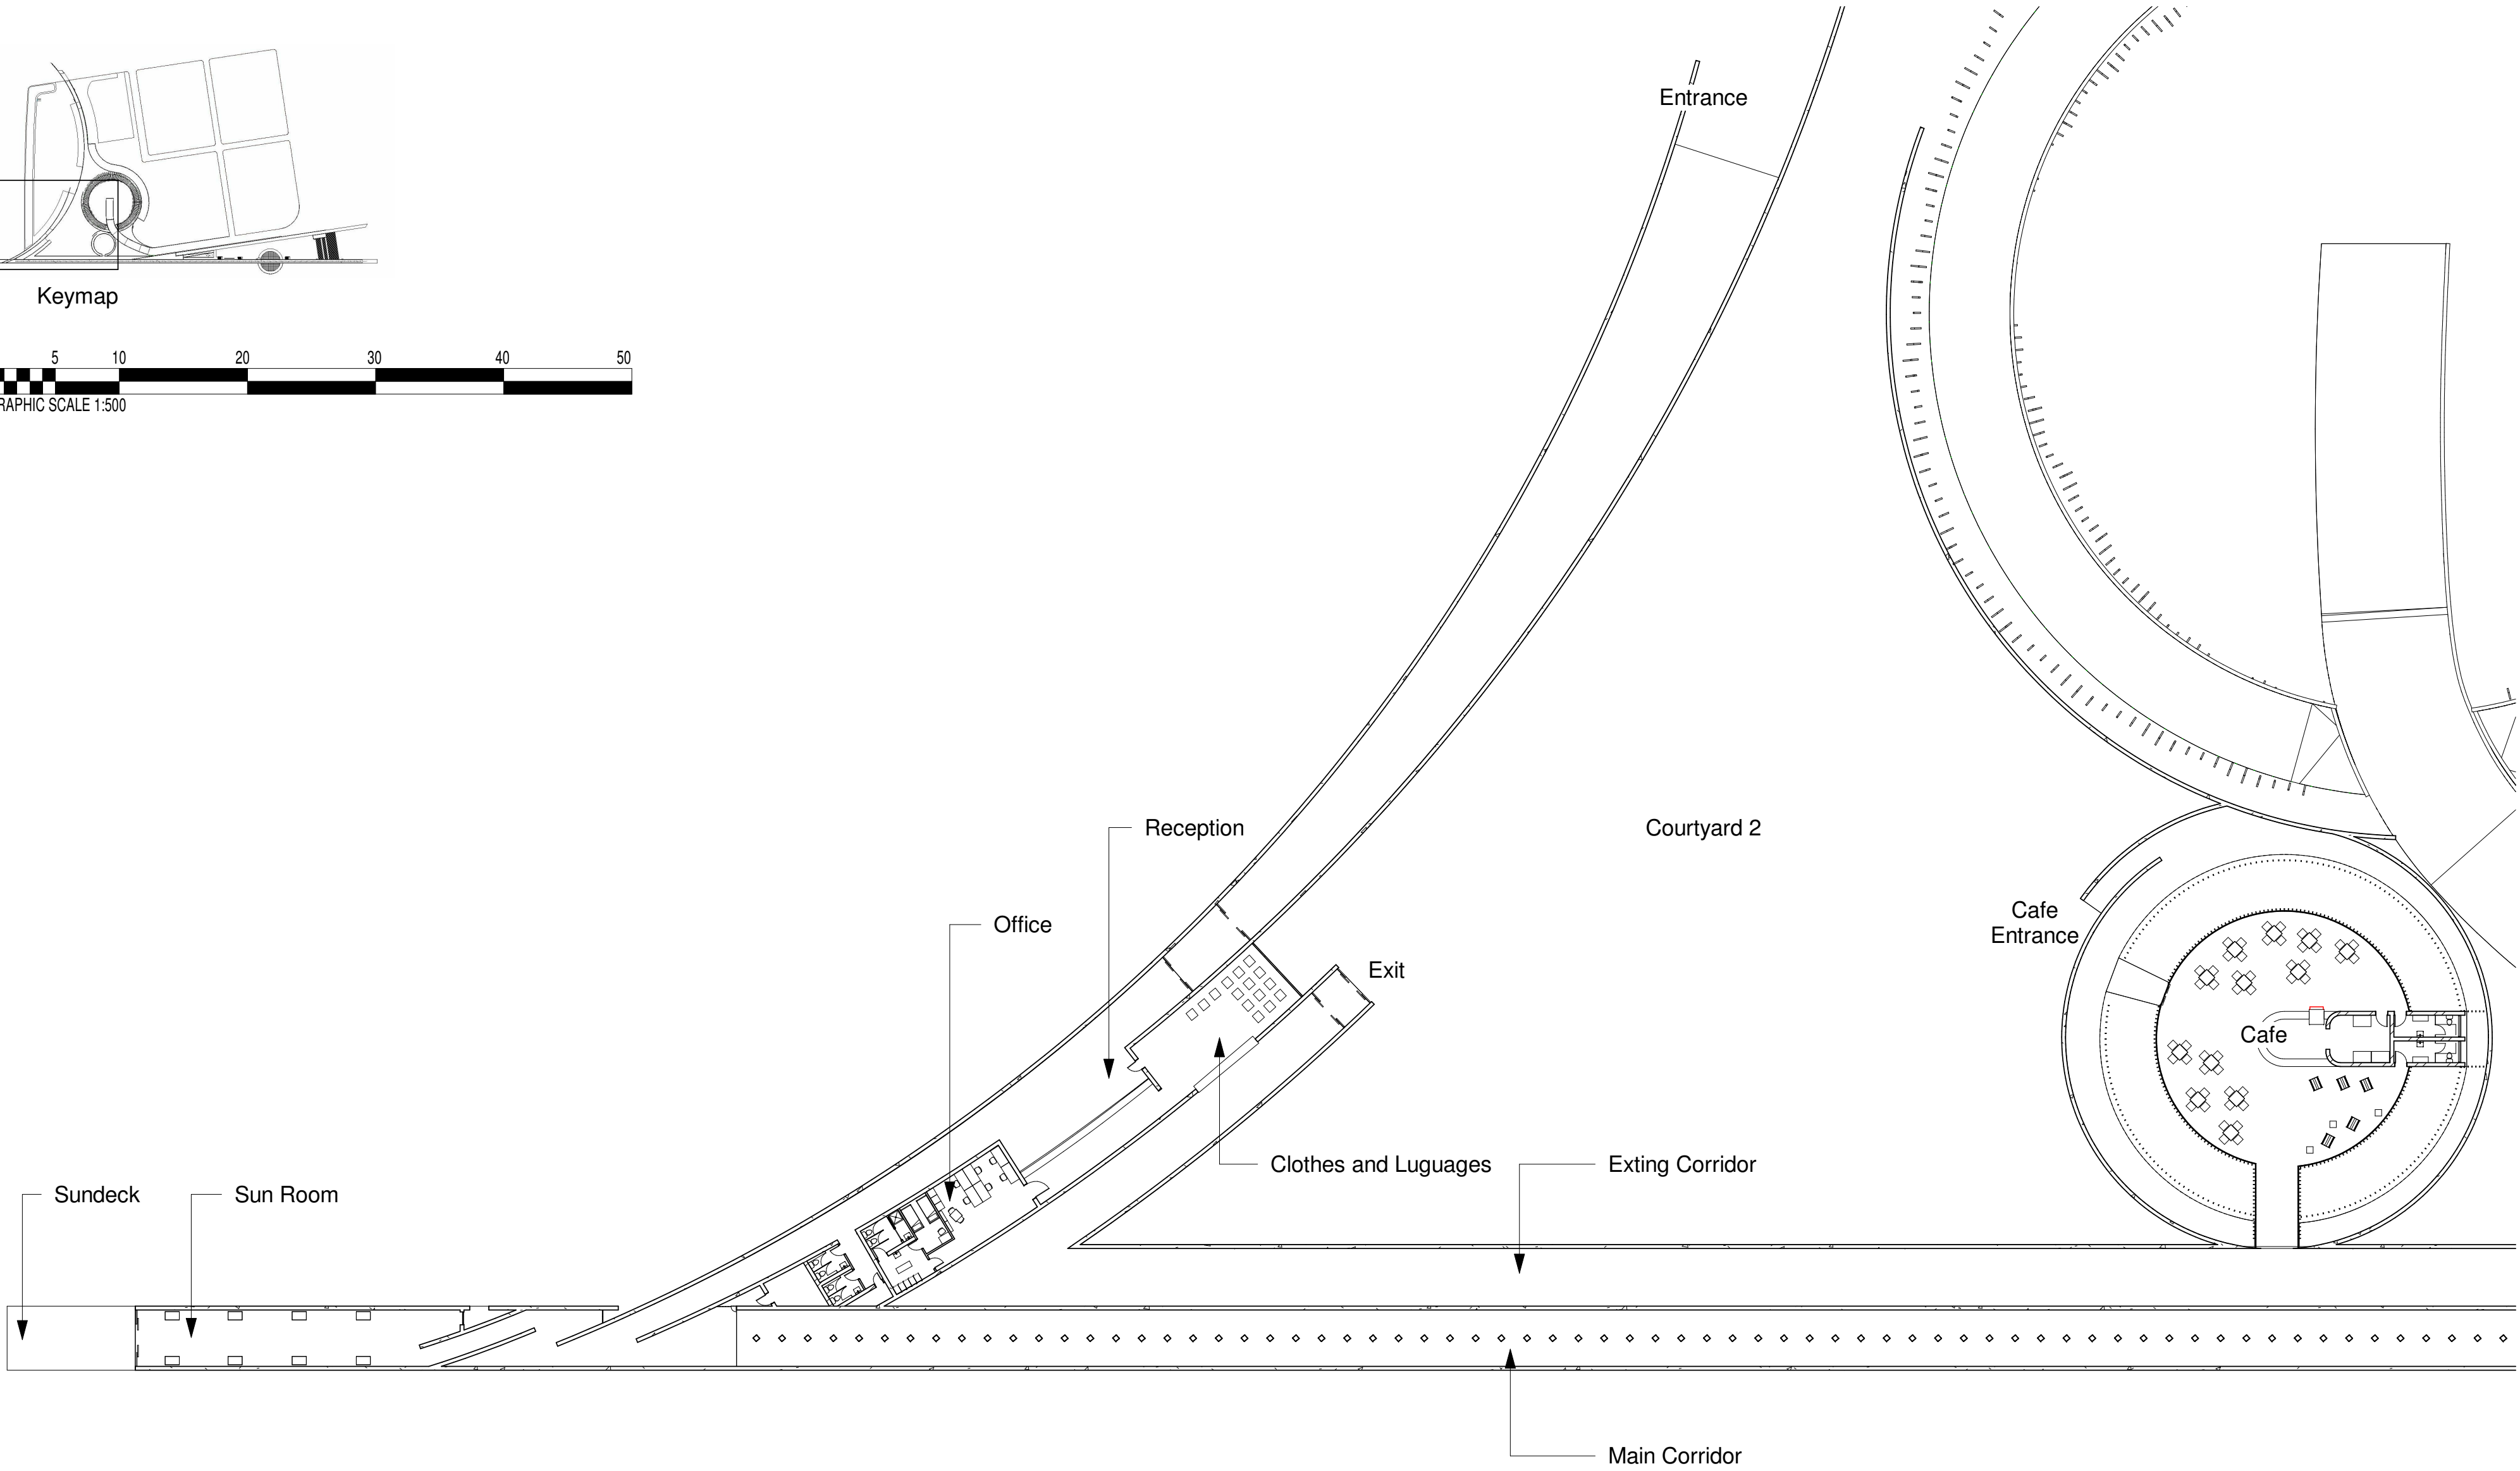 Entrance
Keymap
5 10 20 30 40 50
RAPHIC SCALE 1:500
Reception
Courtyard 2
Office
Cafe
Entrance
Exit
Cafe
Clothes and Luguages
Exting Corridor
Sundeck
Sun Room
Main Corridor